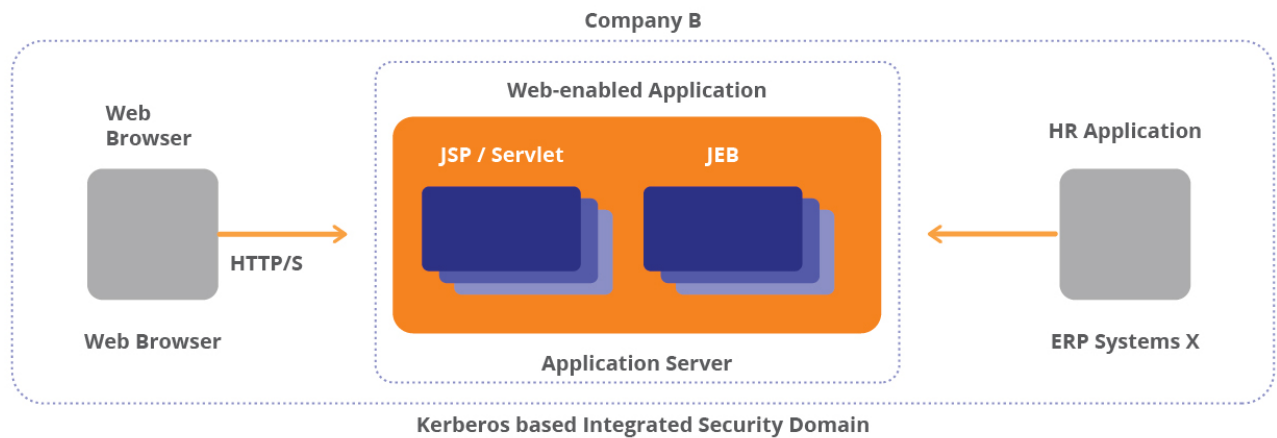 Company B
Web-enabled Application
Web
Browser
HR Application
JSP / Servlet
JEB
HTTP/S
Web Browser
ERP Systems X
Application Server
Kerberos based Integrated Security Domain